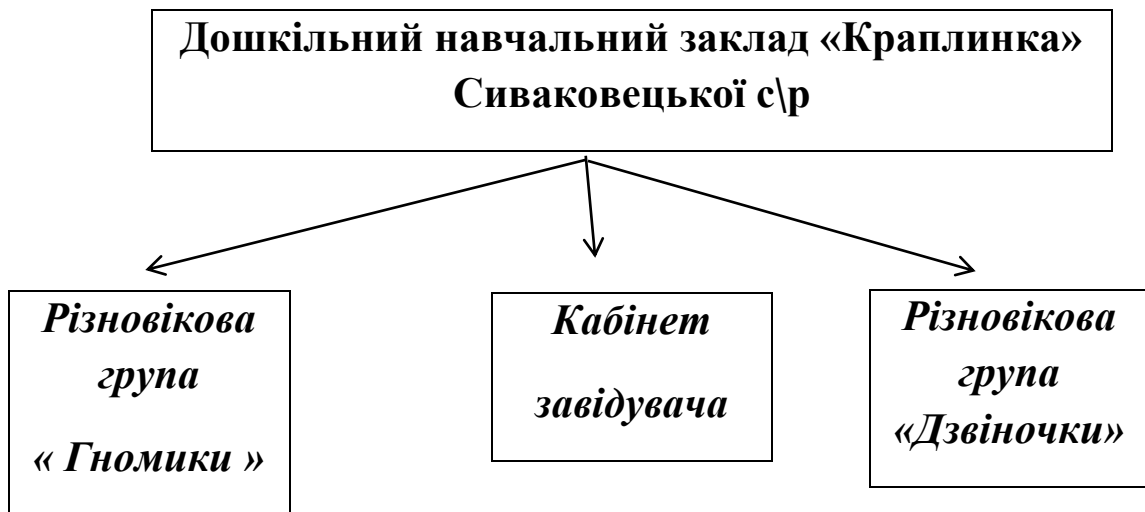 Дошкільний навчальний заклад «Краплинка»
Сиваковецької с\р
Різновікова
група
« Гномики »
Кабінет
завідувача
Різновікова
група
«Дзвіночки»